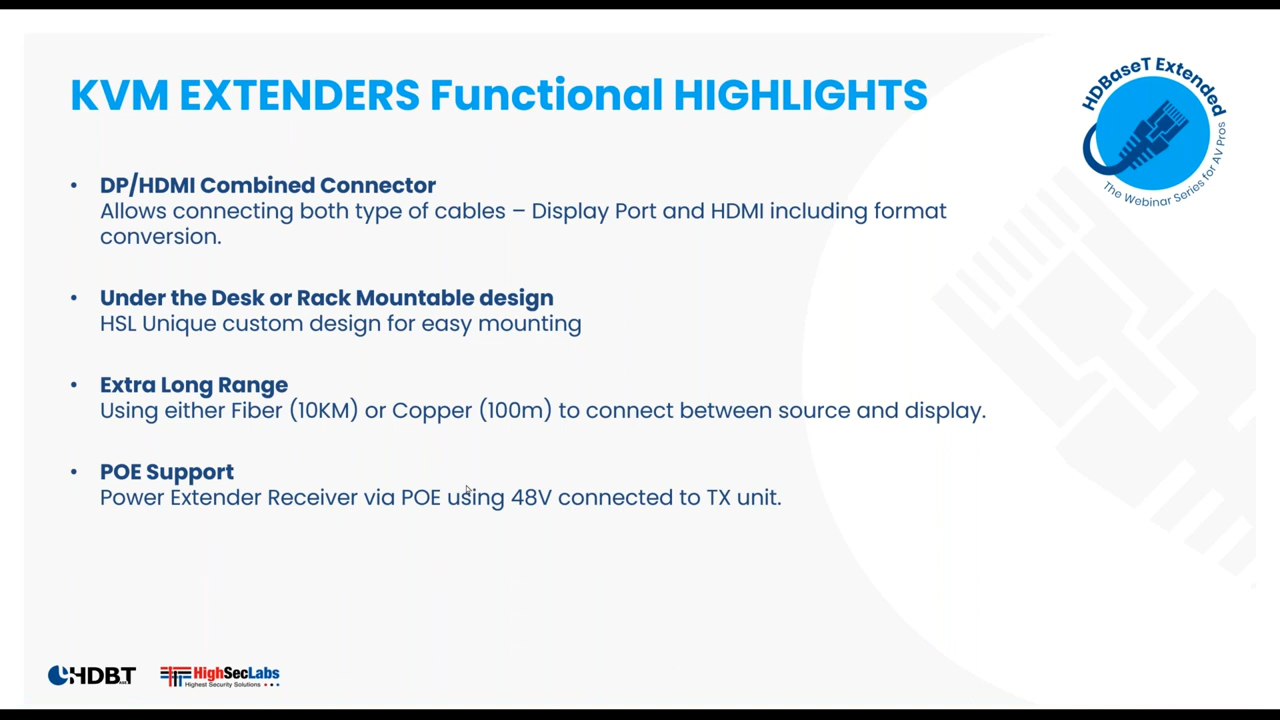 KVM EXTENDERS Functional HIGHLIGHTS
HDBaseT Extended
The Webinar Series for AV Pros
• DP/HDMI Combined Connector
Allows connecting both type of cables – Display Port and HDMI including format
conversion.
• Under the Desk or Rack Mountable design
HSL Unique custom design for easy mounting
• Extra Long Range
Using either Fiber (10KM) or Copper (100m) to connect between source and display.
• POE Support
Power Extender Receiver via POE using 48V connected to TX unit.
HDBT
HighSecLabs
Highest Security Solutions